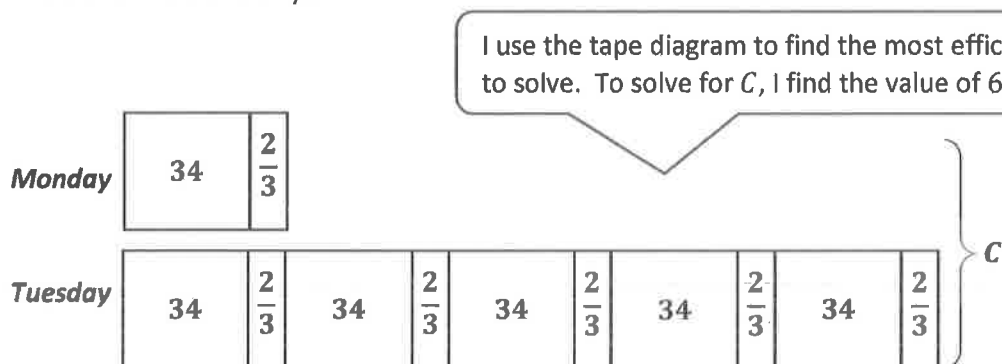 I use the tape diagram to find the most effic
to solve. To solve for C, I find the value of 6
Monday 34 2/3
C
Tuesday 34 2/3 34 2/3 34 2/3 34 2/3 34 2/3